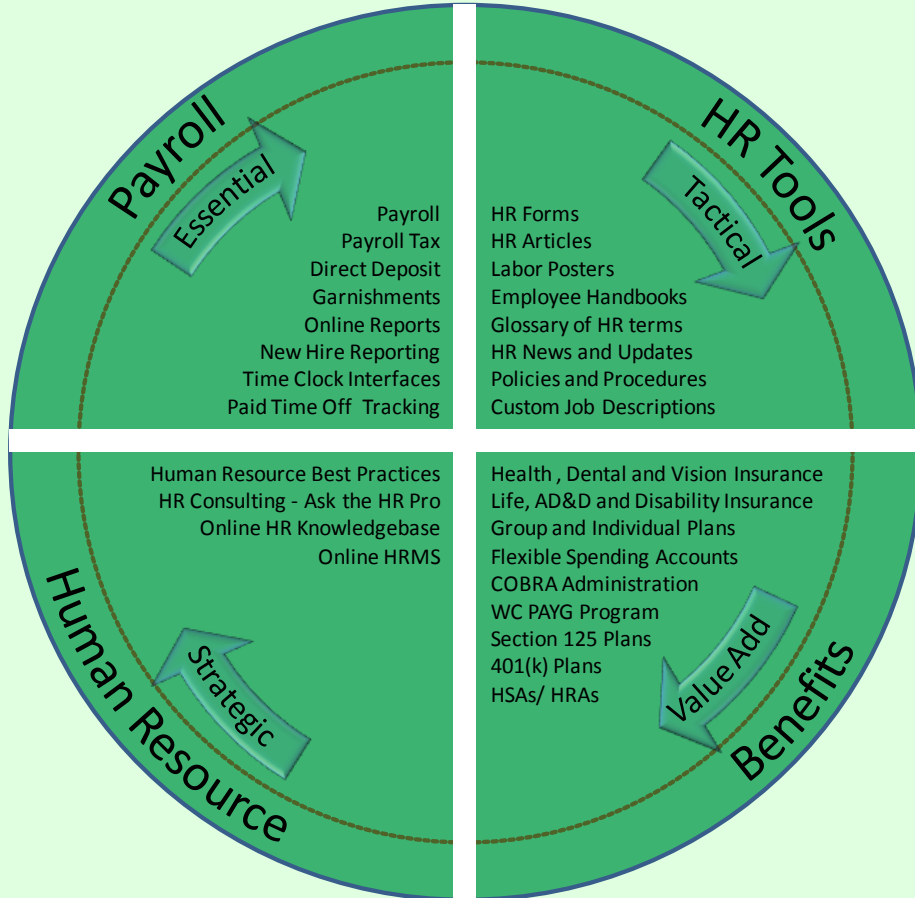 Payroll
Essential
Payroll
Payroll Tax
Direct Deposit
Garnishments
Online Reports
New Hire Reporting
Time Clock Interfaces
Paid Time Off Tracking
HR Tools
Tactical
HR Forms
HR Articles
Labor Posters
Employee Handbooks
Glossary of HR terms
HR News and Updates
Policies and Procedures
Custom Job Descriptions
Human Resource Best Practices
HR Consulting - Ask the HR Pro
Online HR Knowledgebase
Online HRMS
Strategic
Human Resource
Health , Dental and Vision Insurance
Life, AD&D and Disability Insurance
Group and Individual Plans
Flexible Spending Accounts
COBRA Administration
WC PAYG Program
Section 125 Plans
401(k) Plans
HSAs/ HRAs
Value Add
Benefits